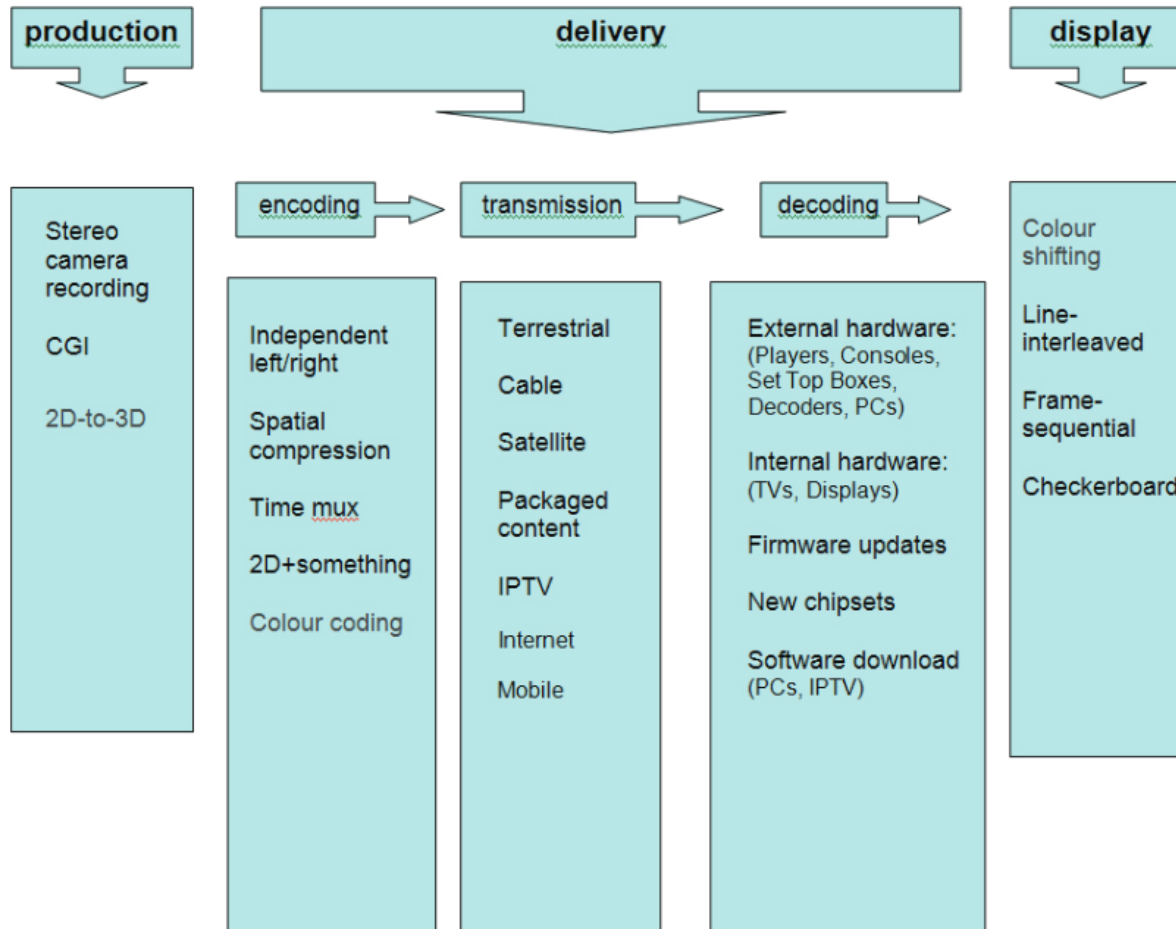 production
delivery
display
encoding
transmission
decoding
Stereo
camera
recording
CGI
2D-to-3D
Independent
left/right
Spatial
compression
Time mux
2D+something
Colour coding
Terrestrial
Cable
Satellite
Packaged
content
IPTV
Internet
Mobile
External hardware:
(Players, Consoles,
Set Top Boxes,
Decoders, PCs)
Internal hardware:
(TVs, Displays)
Firmware updates
New chipsets
Software download
(PCs, IPTV)
Colour
shifting
Line-
interleaved
Frame-
sequential
Checkerboard